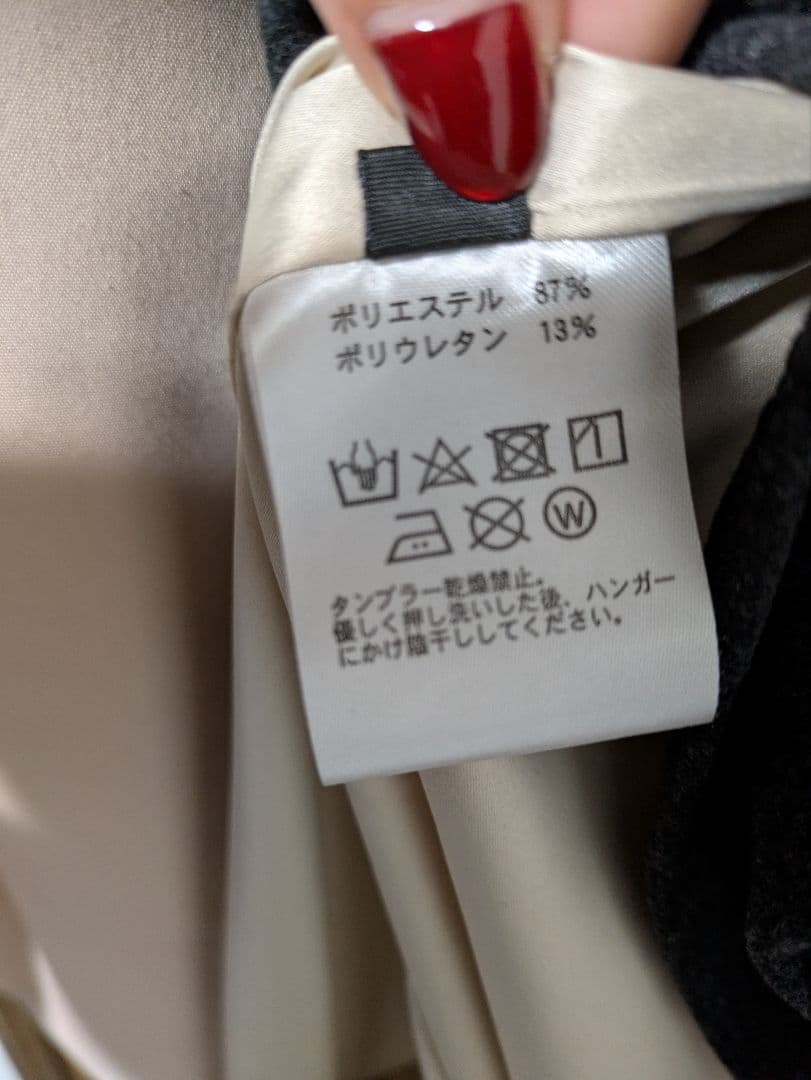 ポリエステル 87%
ポリウレタン 13%
W
タンブラー乾燥禁止。
優しく押し洗いした後、ハンガー
にかけ陰干ししてください。